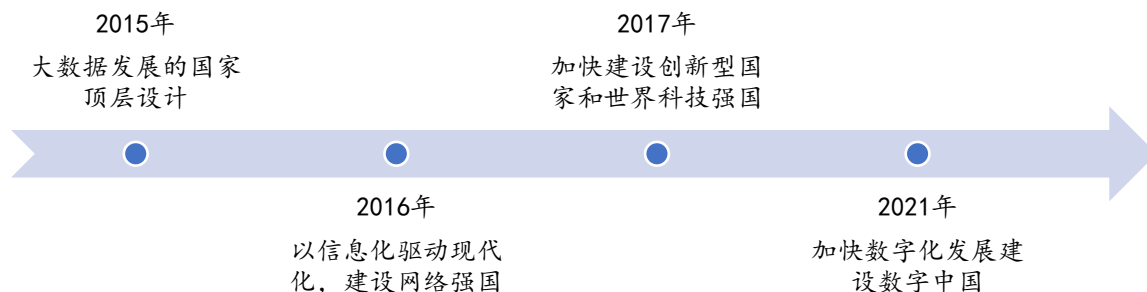 2015年
大数据发展的国家
顶层设计
2016年
以信息化驱动现代
化，建设网络强国
2017年
加快建设创新型国
家和世界科技强国
2021年
加快数字化发展建
设数字中国